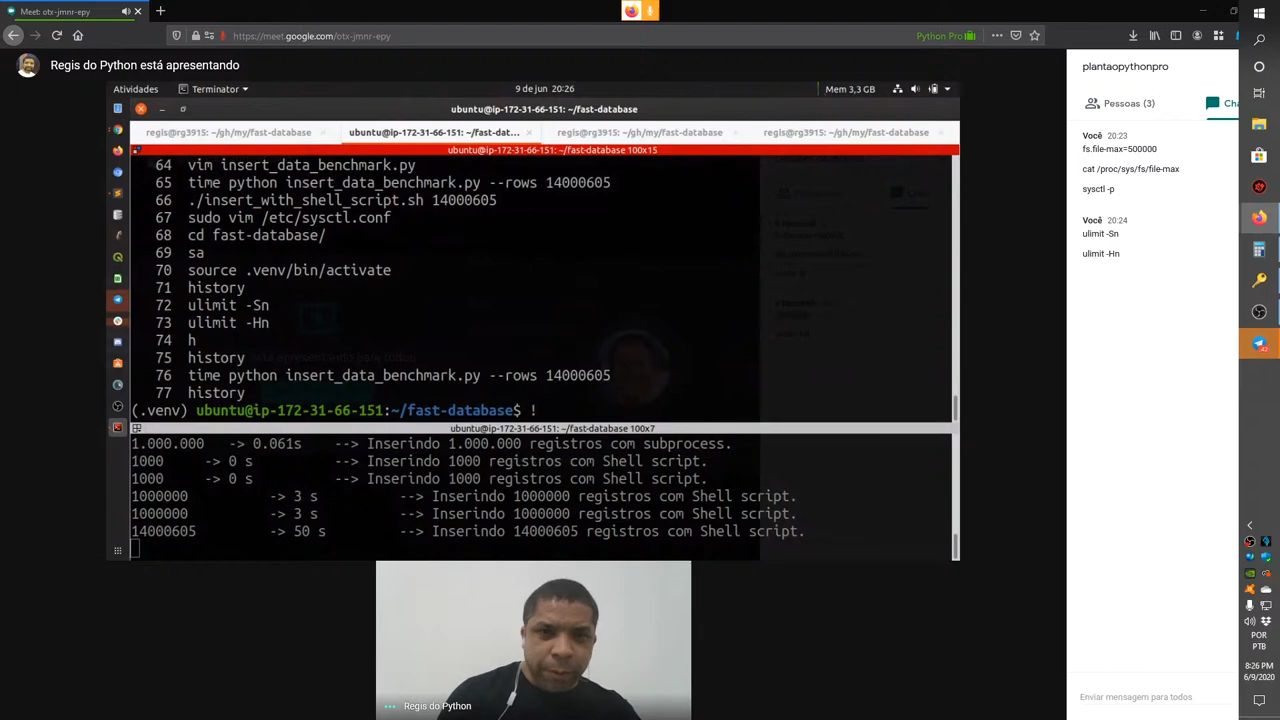 Meet: otx-jmnr-epy
https://meet.google.com/otx-jmnr-epy
Python Pro
Regis do Python está apresentando
plantaopythonpro
Pessoas (3)
Você 20:23
fs.file-max=500000
cat /proc/sys/fs/file-max
sysctl -p
Você 20:24
ulimit -Sn
ulimit -Hn
Enviar mensagem para todos
Atividades
Terminator
9 de jun 20:26
Mem 3,3 GB
ubuntu@ip-172-31-66-151: ~/fast-database
regis@rg3915: ~/gh/my/fast-database
ubuntu@ip-172-31-66-151: ~/fast-dat...
regis@rg3915: ~/gh/my/fast-database
regis@rg3915: ~/gh/my/fast-database
ubuntu@ip-172-31-66-151: ~/fast-database 100x15
64 vim insert_data_benchmark.py
65 time python insert_data_benchmark.py --rows 14000605
66 ./insert_with_shell_script.sh 14000605
67 sudo vim /etc/sysctl.conf
68 cd fast-database/
69 sa
70 source .venv/bin/activate
71 history
72 ulimit -Sn
73 ulimit -Hn
74 h
75 history
76 time python insert_data_benchmark.py --rows 14000605
77 history
(.venv) ubuntu@ip-172-31-66-151:~/fast-database$ !
ubuntu@ip-172-31-66-151: ~/fast-database 100x7
1.000.000 -> 0.061s --> Inserindo 1.000.000 registros com subprocess.
1000 -> 0 s --> Inserindo 1000 registros com Shell script.
1000 -> 0 s --> Inserindo 1000 registros com Shell script.
1000000 -> 3 s --> Inserindo 1000000 registros com Shell script.
1000000 -> 3 s --> Inserindo 1000000 registros com Shell script.
14000605 -> 50 s --> Inserindo 14000605 registros com Shell script.
Regis do Python
POR
PTB
8:26 PM
6/9/2020